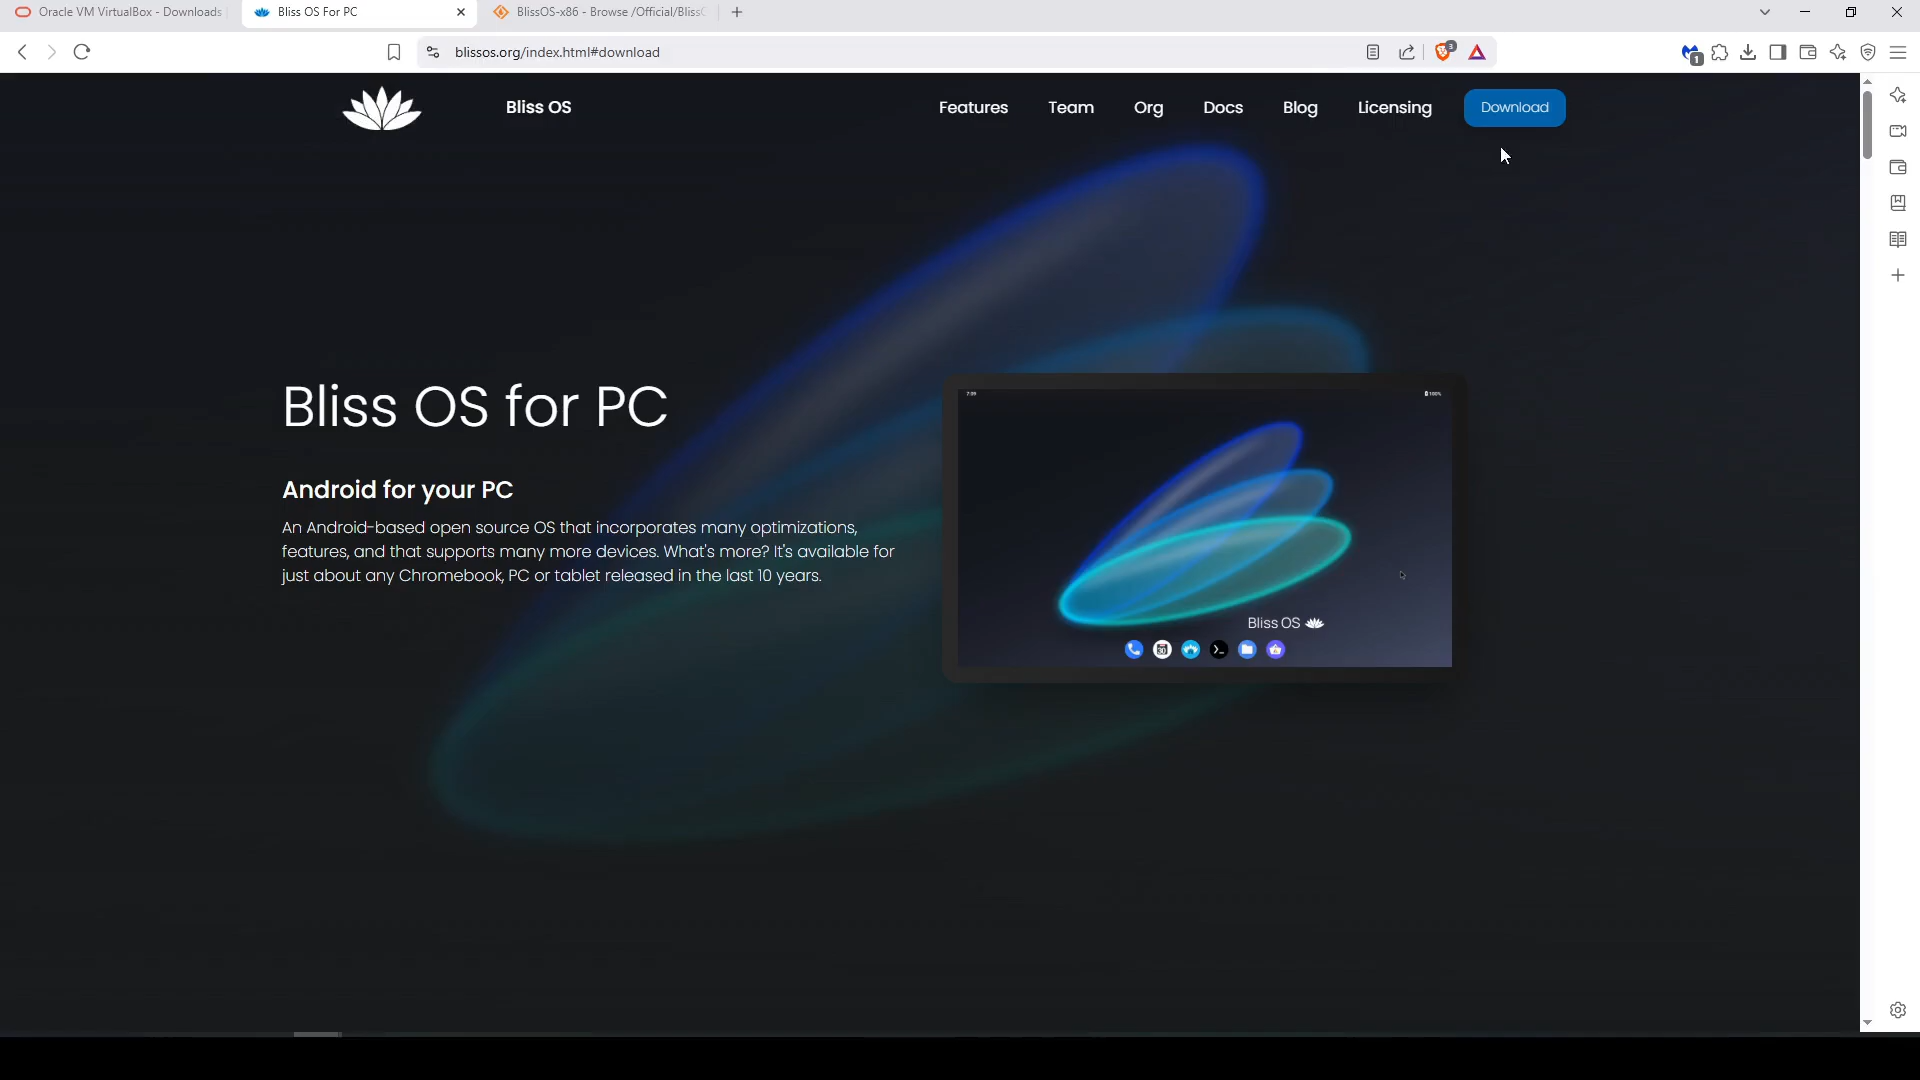 Oracle VM VirtualBox - Downloads
Bliss OS For PC
BlissOS-x86 - Browse /Official/Bliss
blissos.org/index.html#download
3
1
Bliss OS
Features
Team
Org
Docs
Blog
Licensing
Download
Bliss OS for PC
Android for your PC
An Android-based open source OS that incorporates many optimizations,
features, and that supports many more devices. What's more? It's available for
just about any Chromebook, PC or tablet released in the last 10 years.
100%
Bliss OS